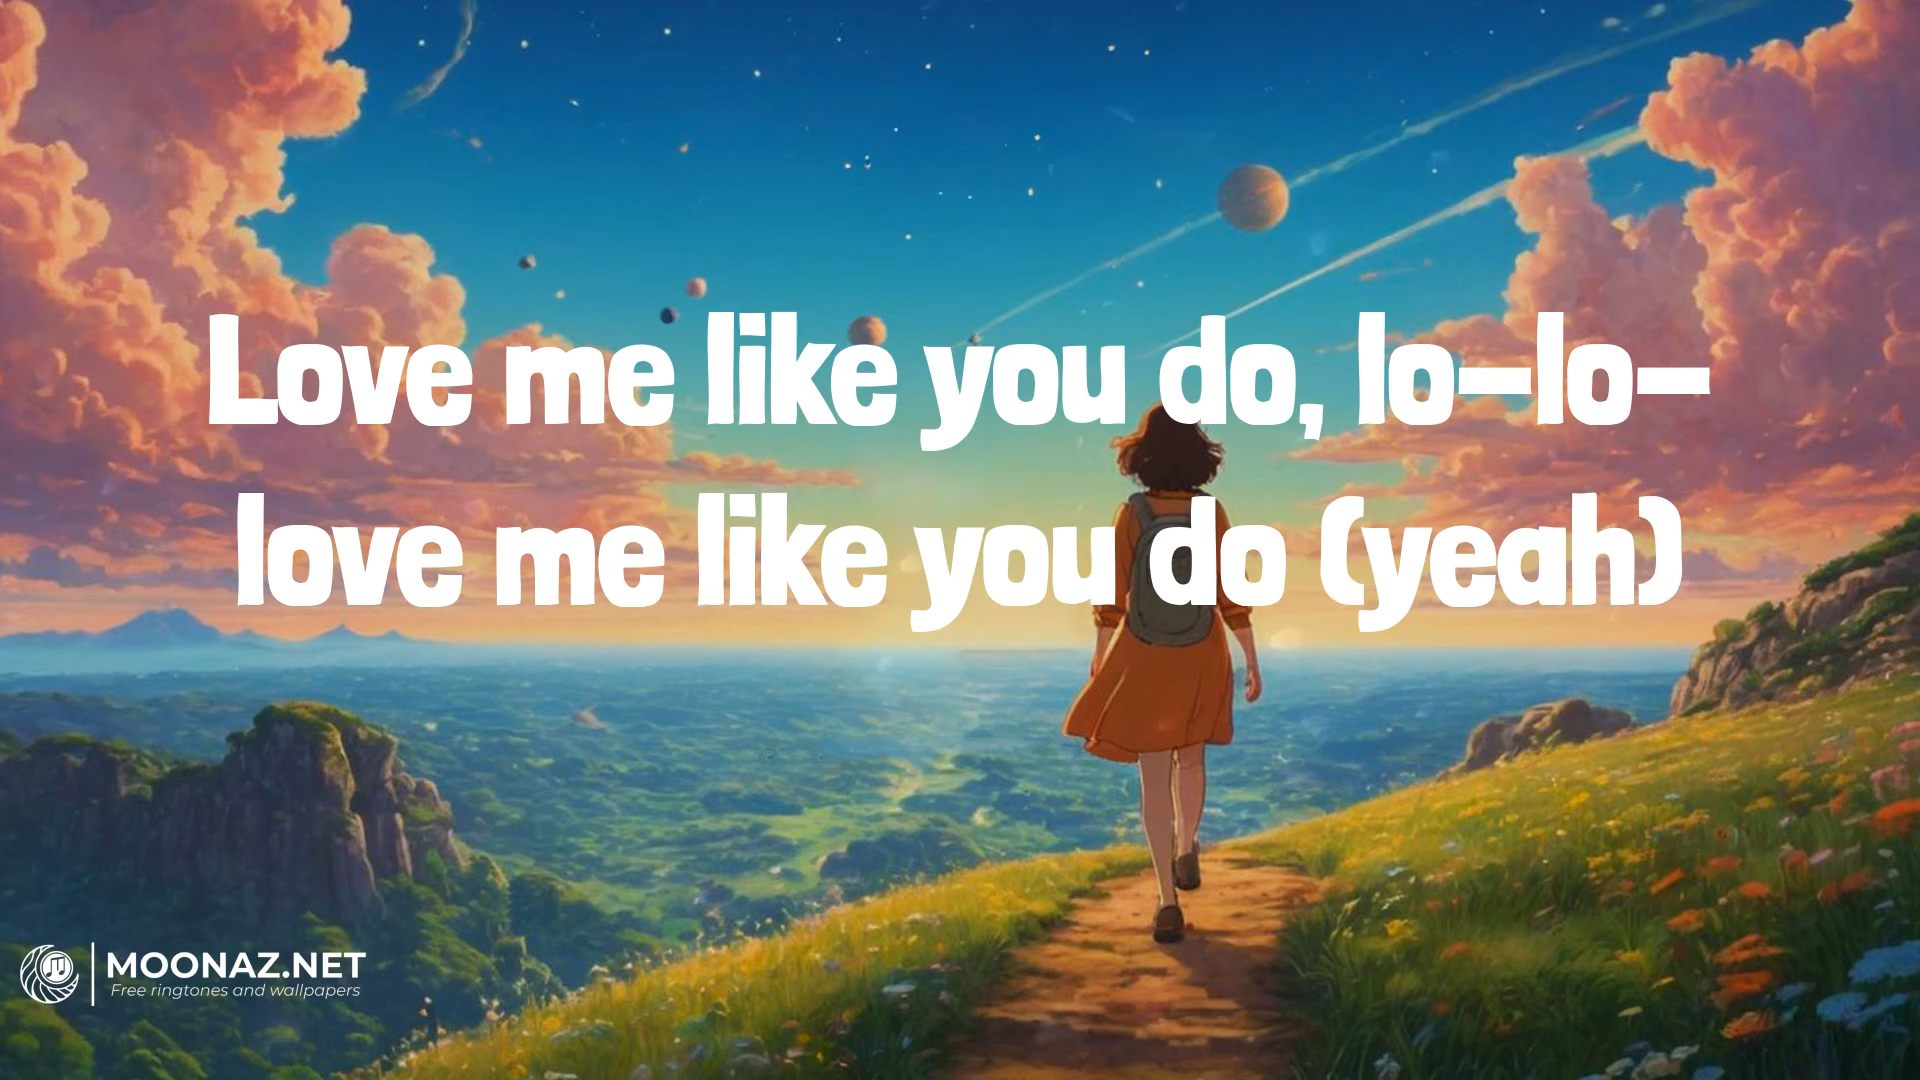 Love me like you do, lo-lo-
love me like you do (yeah)
MOONAZ.NET
Free ringtones and wallpapers